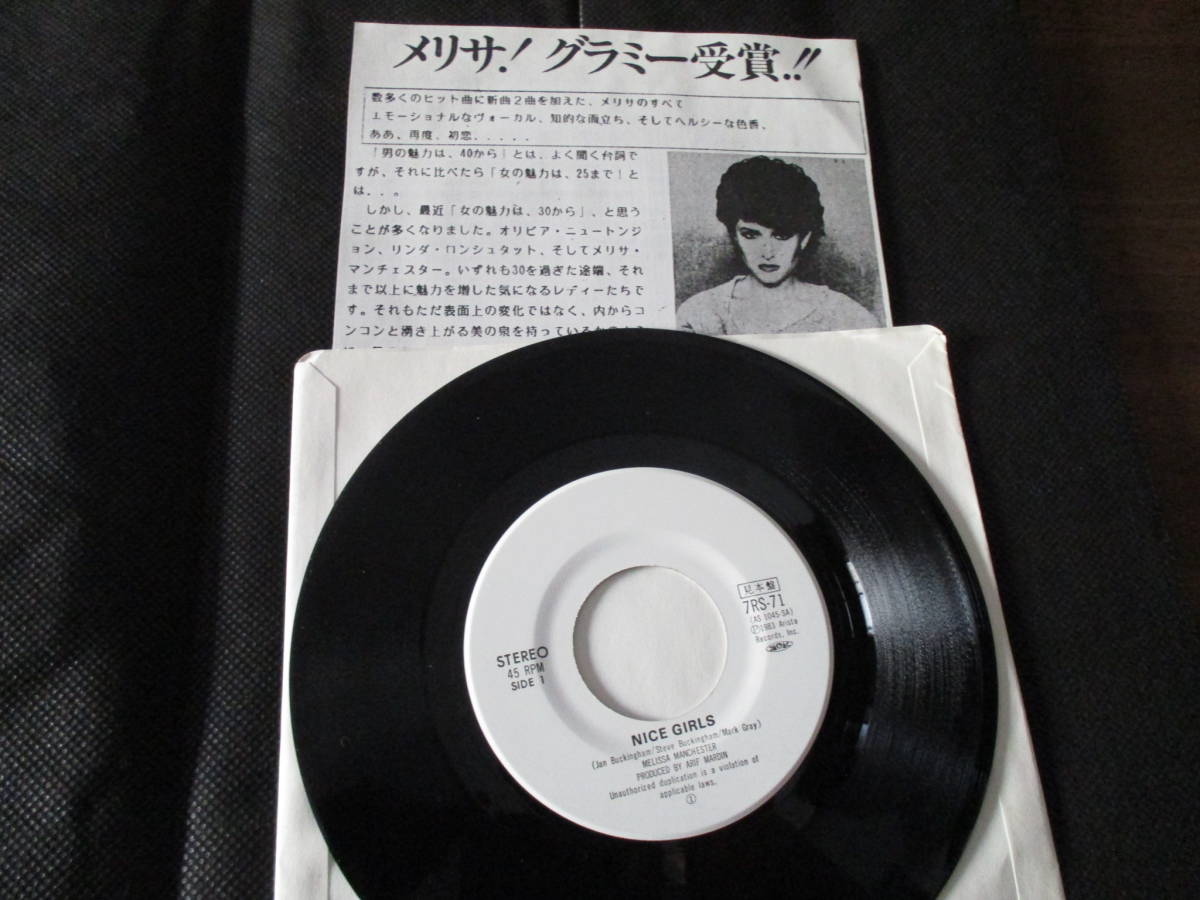 メリサ! グラミー受賞!!
数多くのヒット曲に新曲2曲を加えた、メリサのすべて
エモーショナルなヴォーカル、知的な面立ち、そしてヘルシーな色香、
ああ、再度、初恋.....
「男の魅力は、40から」とは、よく聞く台詞で
すが、それに比べたら「女の魅力は、25まで!と
は...。
しかし、最近「女の魅力は、30から」、と思う
ことが多くなりました。オリビア・ニュートンジ
ョン、リンダ・ロンシュタット、そしてメリサ・
マンチェスター。いずれも30を過ぎた途端、それ
まで以上に魅力を増した気になるレディーたちで
す。それもただ表面上の変化ではなく、内からコ
ンコンと湧き上がる美の泉を持っている
見本盤
7RS-71
(AS 1045-SA)
Ⓟ1983 Arista
Records, Inc.
STEREO
45 RPM
SIDE 1
NICE GIRLS
(Jan Buckingham/Steve Buckingham/Mark Gray)
MELISSA MANCHESTER
PRODUCED BY ARIF MARDIN
Unauthorized duplication is a violation of
applicable laws.
①